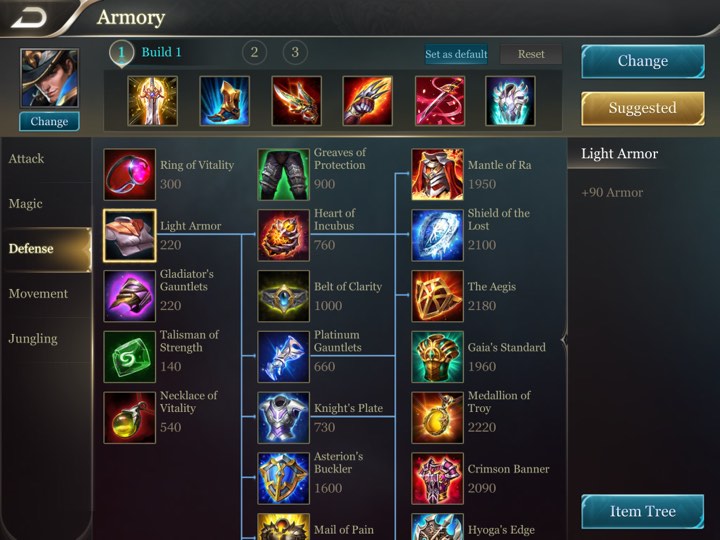 Armory
1 Build 1
2
3
Set as default
Reset
Change
Change
Suggested
Attack
Magic
Defense
Movement
Jungling
Ring of Vitality
300
Light Armor
220
Gladiator's
Gauntlets
220
Talisman of
Strength
140
Necklace of
Vitality
540
Greaves of
Protection
900
Heart of
Incubus
760
Belt of Clarity
1000
Platinum
Gauntlets
660
Knight's Plate
730
Asterion's
Buckler
1600
Mail of Pain
Mantle of Ra
1950
Shield of the
Lost
2100
The Aegis
2180
Gaia's Standard
1960
Medallion of
Troy
2220
Crimson Banner
2090
Hyoga's Edge
Light Armor
+90 Armor
Item Tree